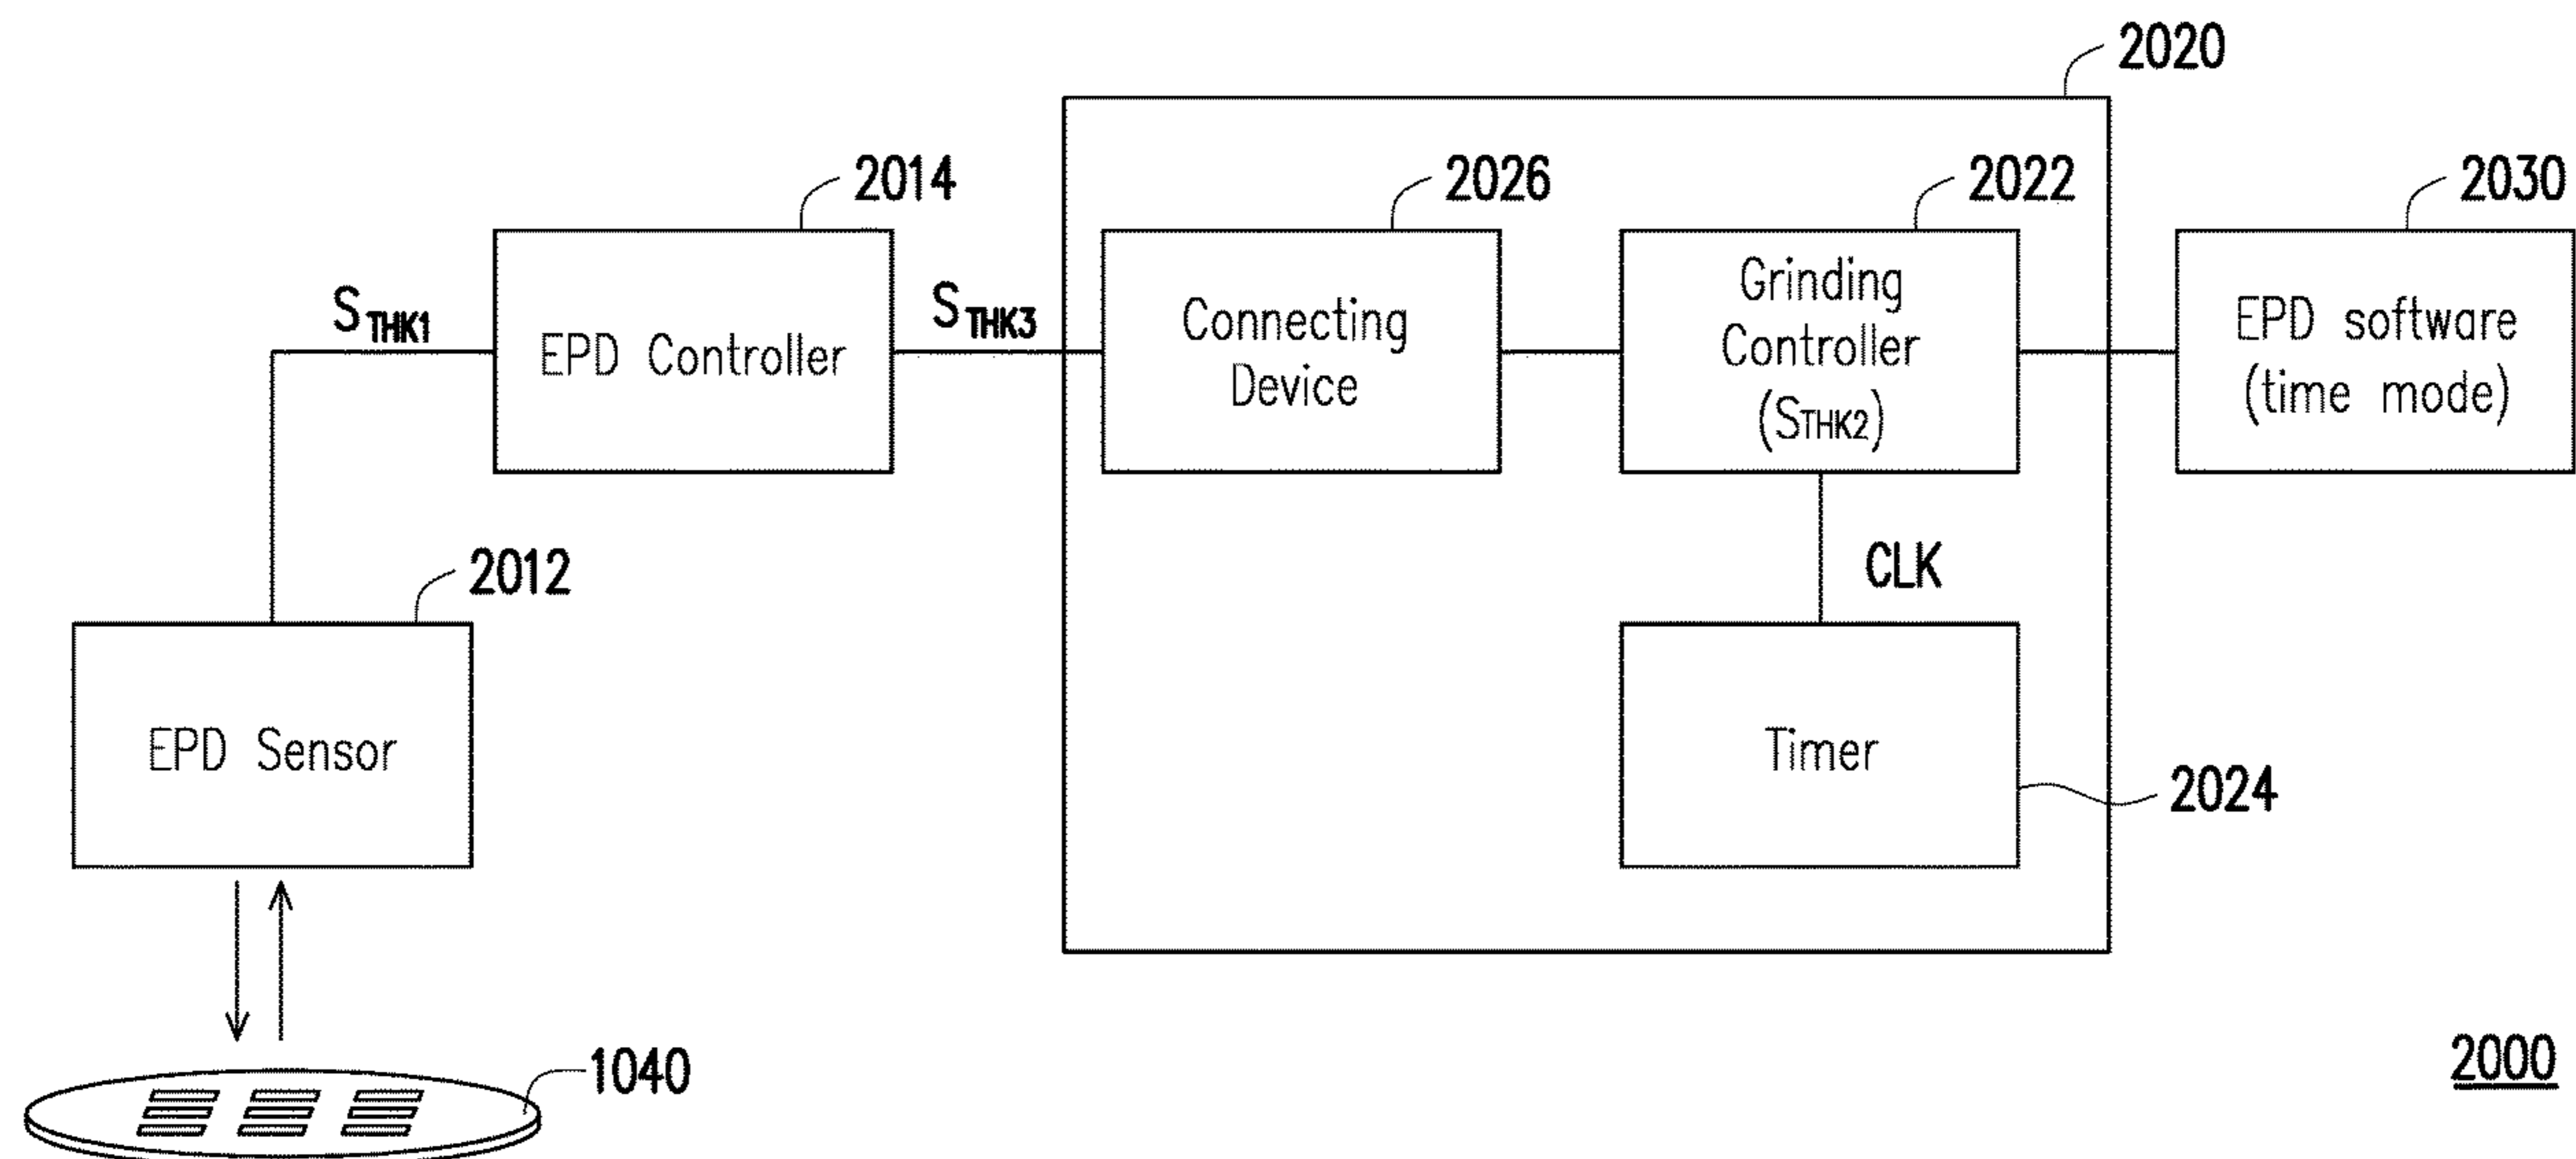 2020
2014
2026
2022
2030
STHK1
EPD Controller
STHK3
Connecting
Device
Grinding
Controller
(STHK2)
EPD software
(time mode)
2012
CLK
EPD Sensor
Timer
2024
1040
2000